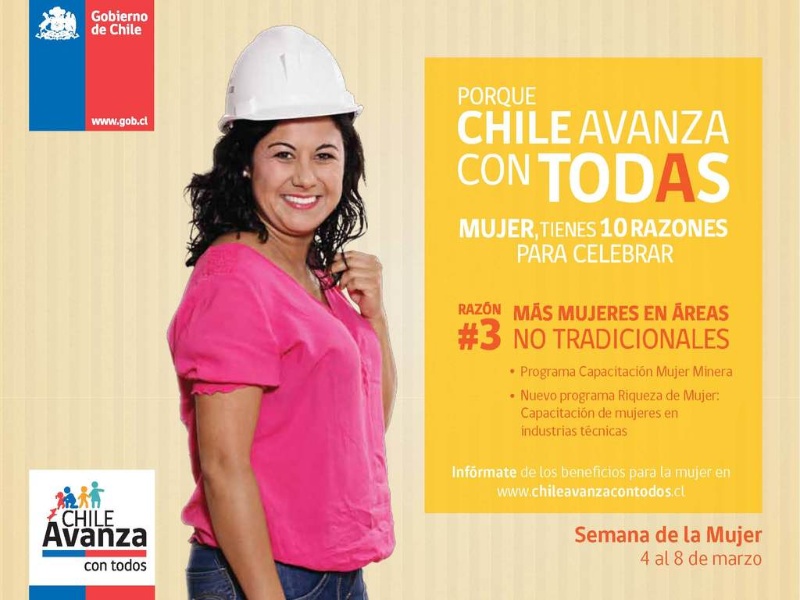 Gobierno
de Chile
www.gob.cl
PORQUE
CHILE AVANZA
CON TODAS
MUJER, TIENES 10 RAZONES
PARA CELEBRAR
RAZÓN
#3
MÁS MUJERES EN ÁREAS
NO TRADICIONALES
• Programa Capacitación Mujer Minera
• Nuevo programa Riqueza de Mujer:
Capacitación de mujeres en
industrias técnicas
Infórmate de los beneficios para la mujer en
www.chileavanzacontodos.cl
CHILE
Avanza
con todos
Semana de la Mujer
4 al 8 de marzo